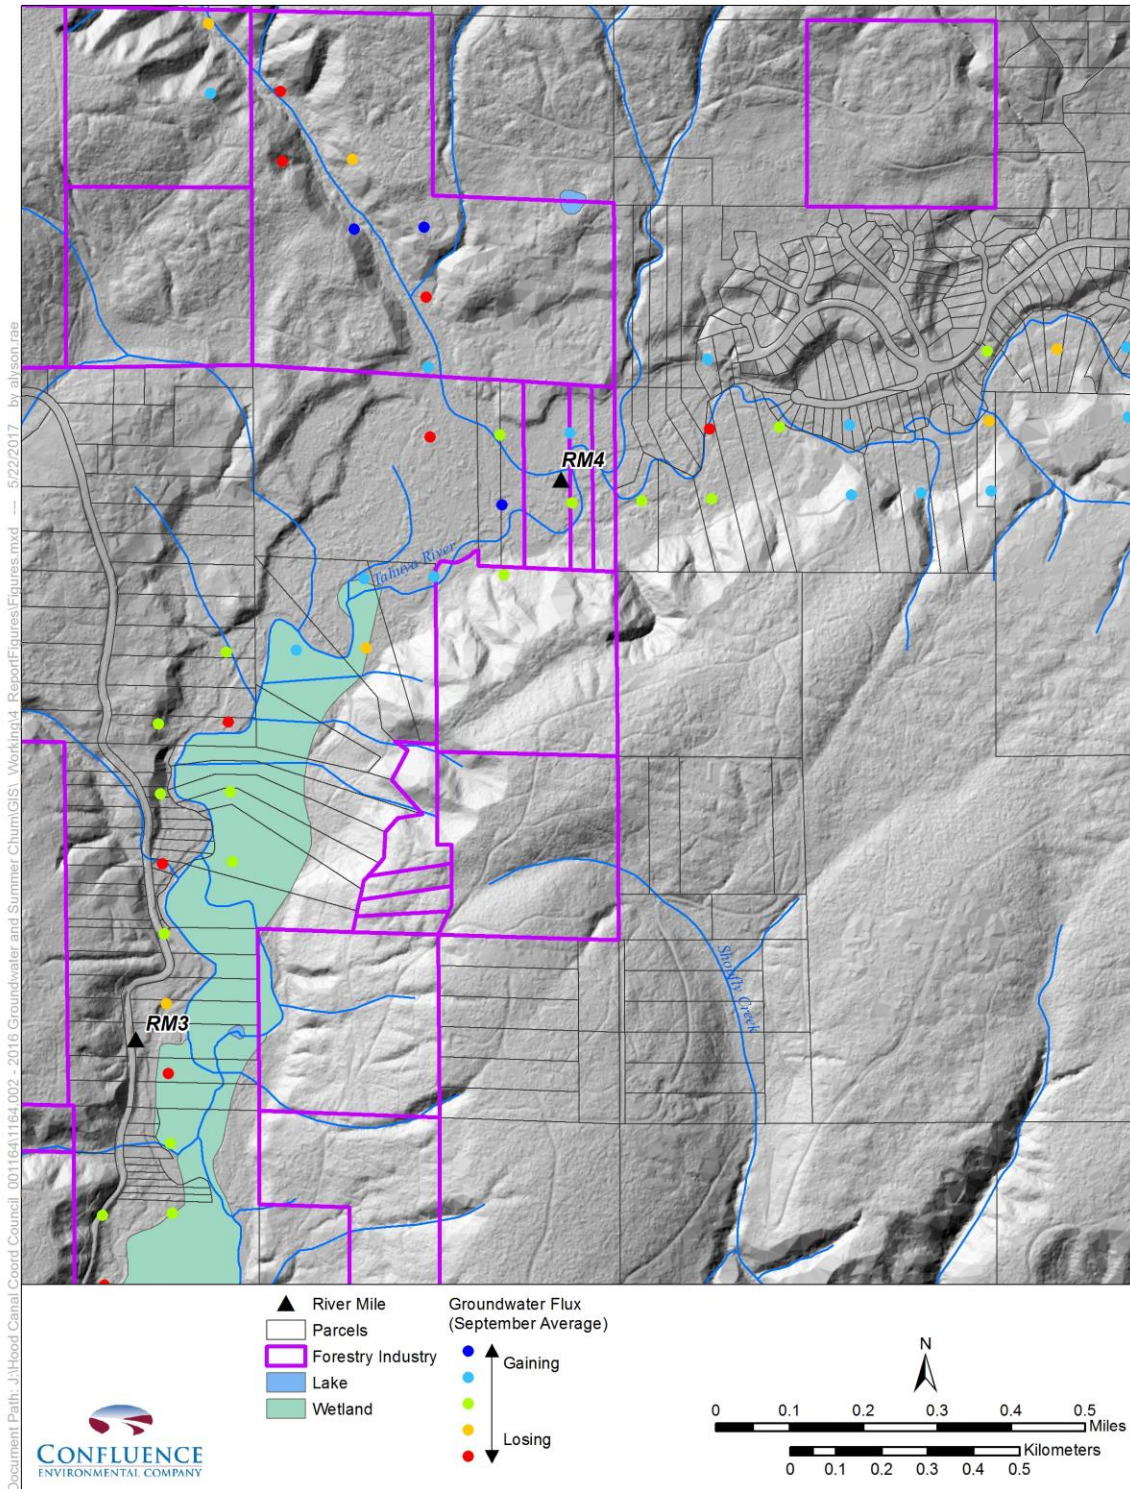 Document Path: J:\Hood Canal Coord Council_001164\1164.002 - 2016 Groundwater and Summer Chum\GIS\_Working\4_ReportFigures\Figures.mxd --- 5/22/2017 by alyson.rae
RM4
Tahuya River
Shoofly Creek
RM3
River Mile
Parcels
Forestry Industry
Lake
Wetland
Groundwater Flux
(September Average)
Gaining
Losing
N
0 0.1 0.2 0.3 0.4 0.5
Miles
Kilometers
0 0.1 0.2 0.3 0.4 0.5
CONFLUENCE
ENVIRONMENTAL COMPANY